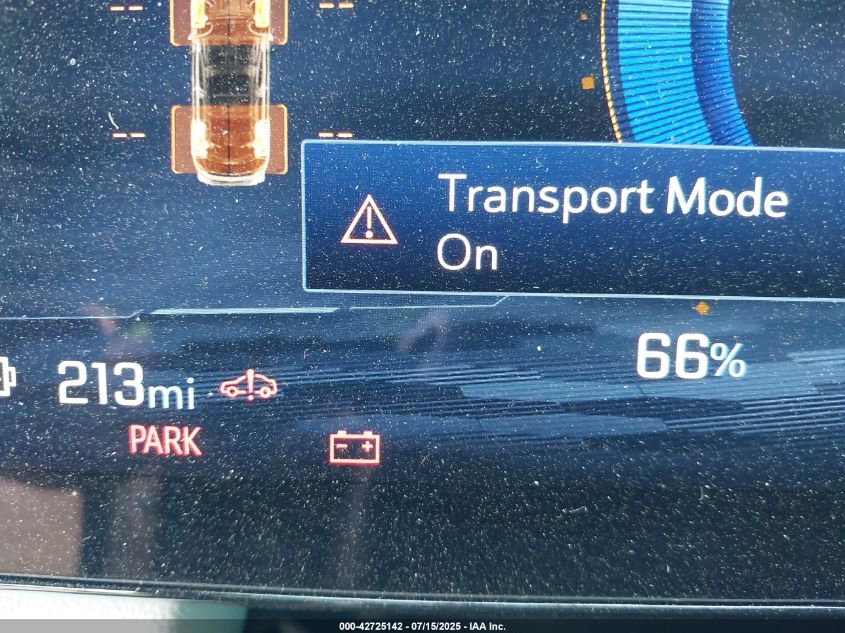 -- --
-- --
Transport Mode
On
66%
213mi
PARK
000-42725142 - 07/15/2025 - IAA Inc.